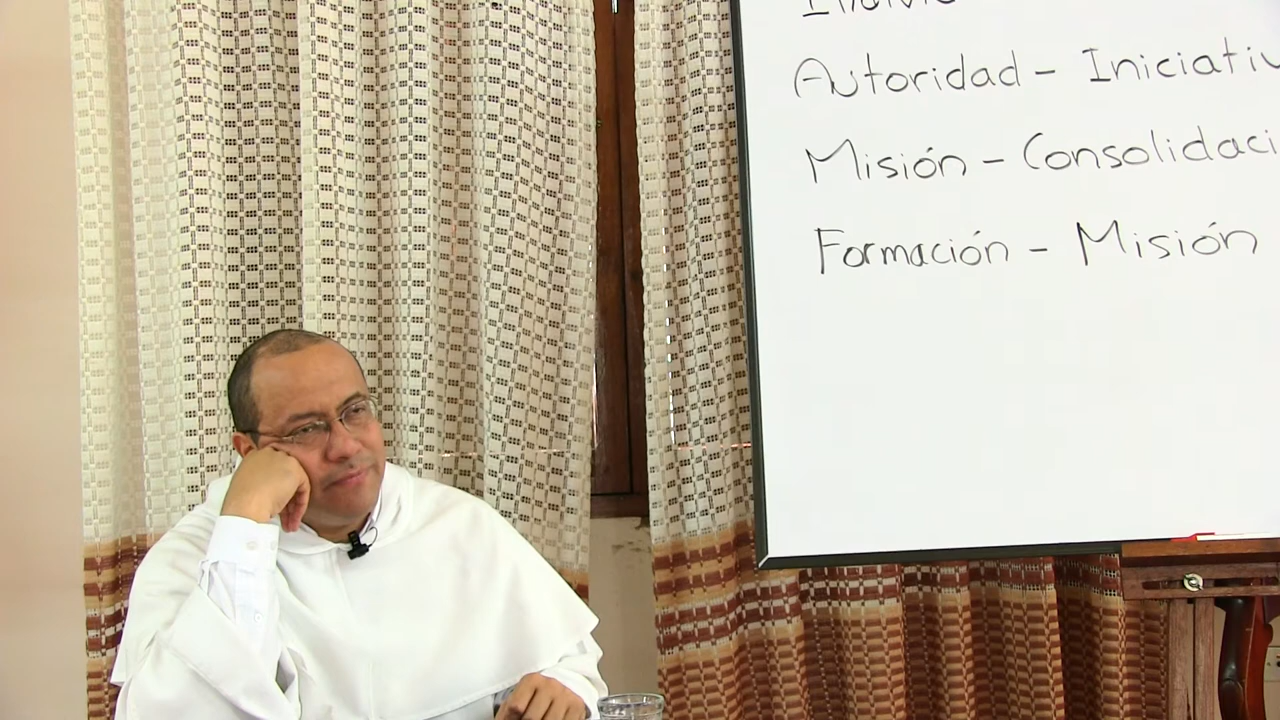 Autoridad - Iniciativ
Misión - Consolidaci
Formación - Misión